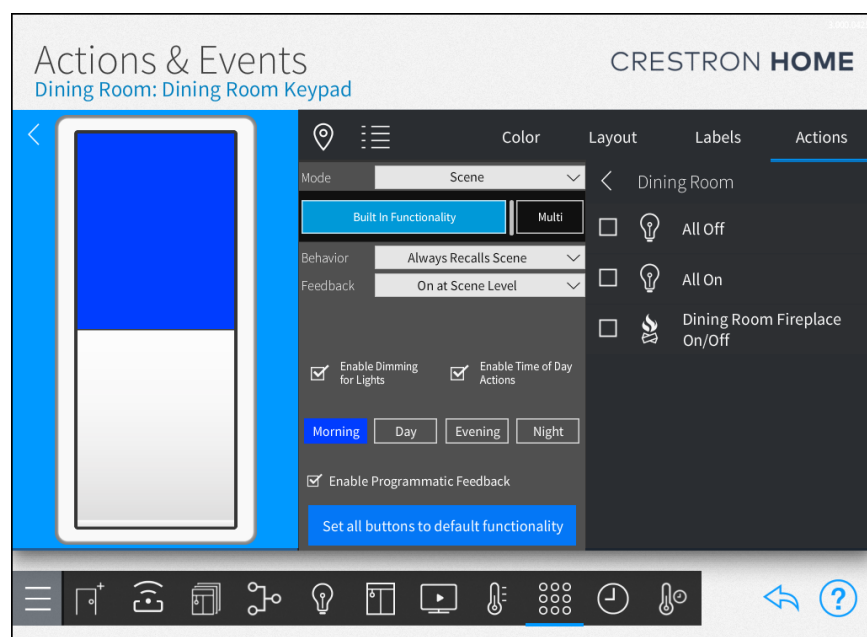 Actions & Events
CRESTRON HOME
Dining Room: Dining Room Keypad
Color
Layout
Labels
Actions
Mode
Scene
Dining Room
Built In Functionality
Multi
All Off
Behavior
Always Recalls Scene
Feedback
On at Scene Level
All On
Dining Room Fireplace
On/Off
Enable Dimming
for Lights
Enable Time of Day
Actions
Morning
Day
Evening
Night
Enable Programmatic Feedback
Set all buttons to default functionality
?